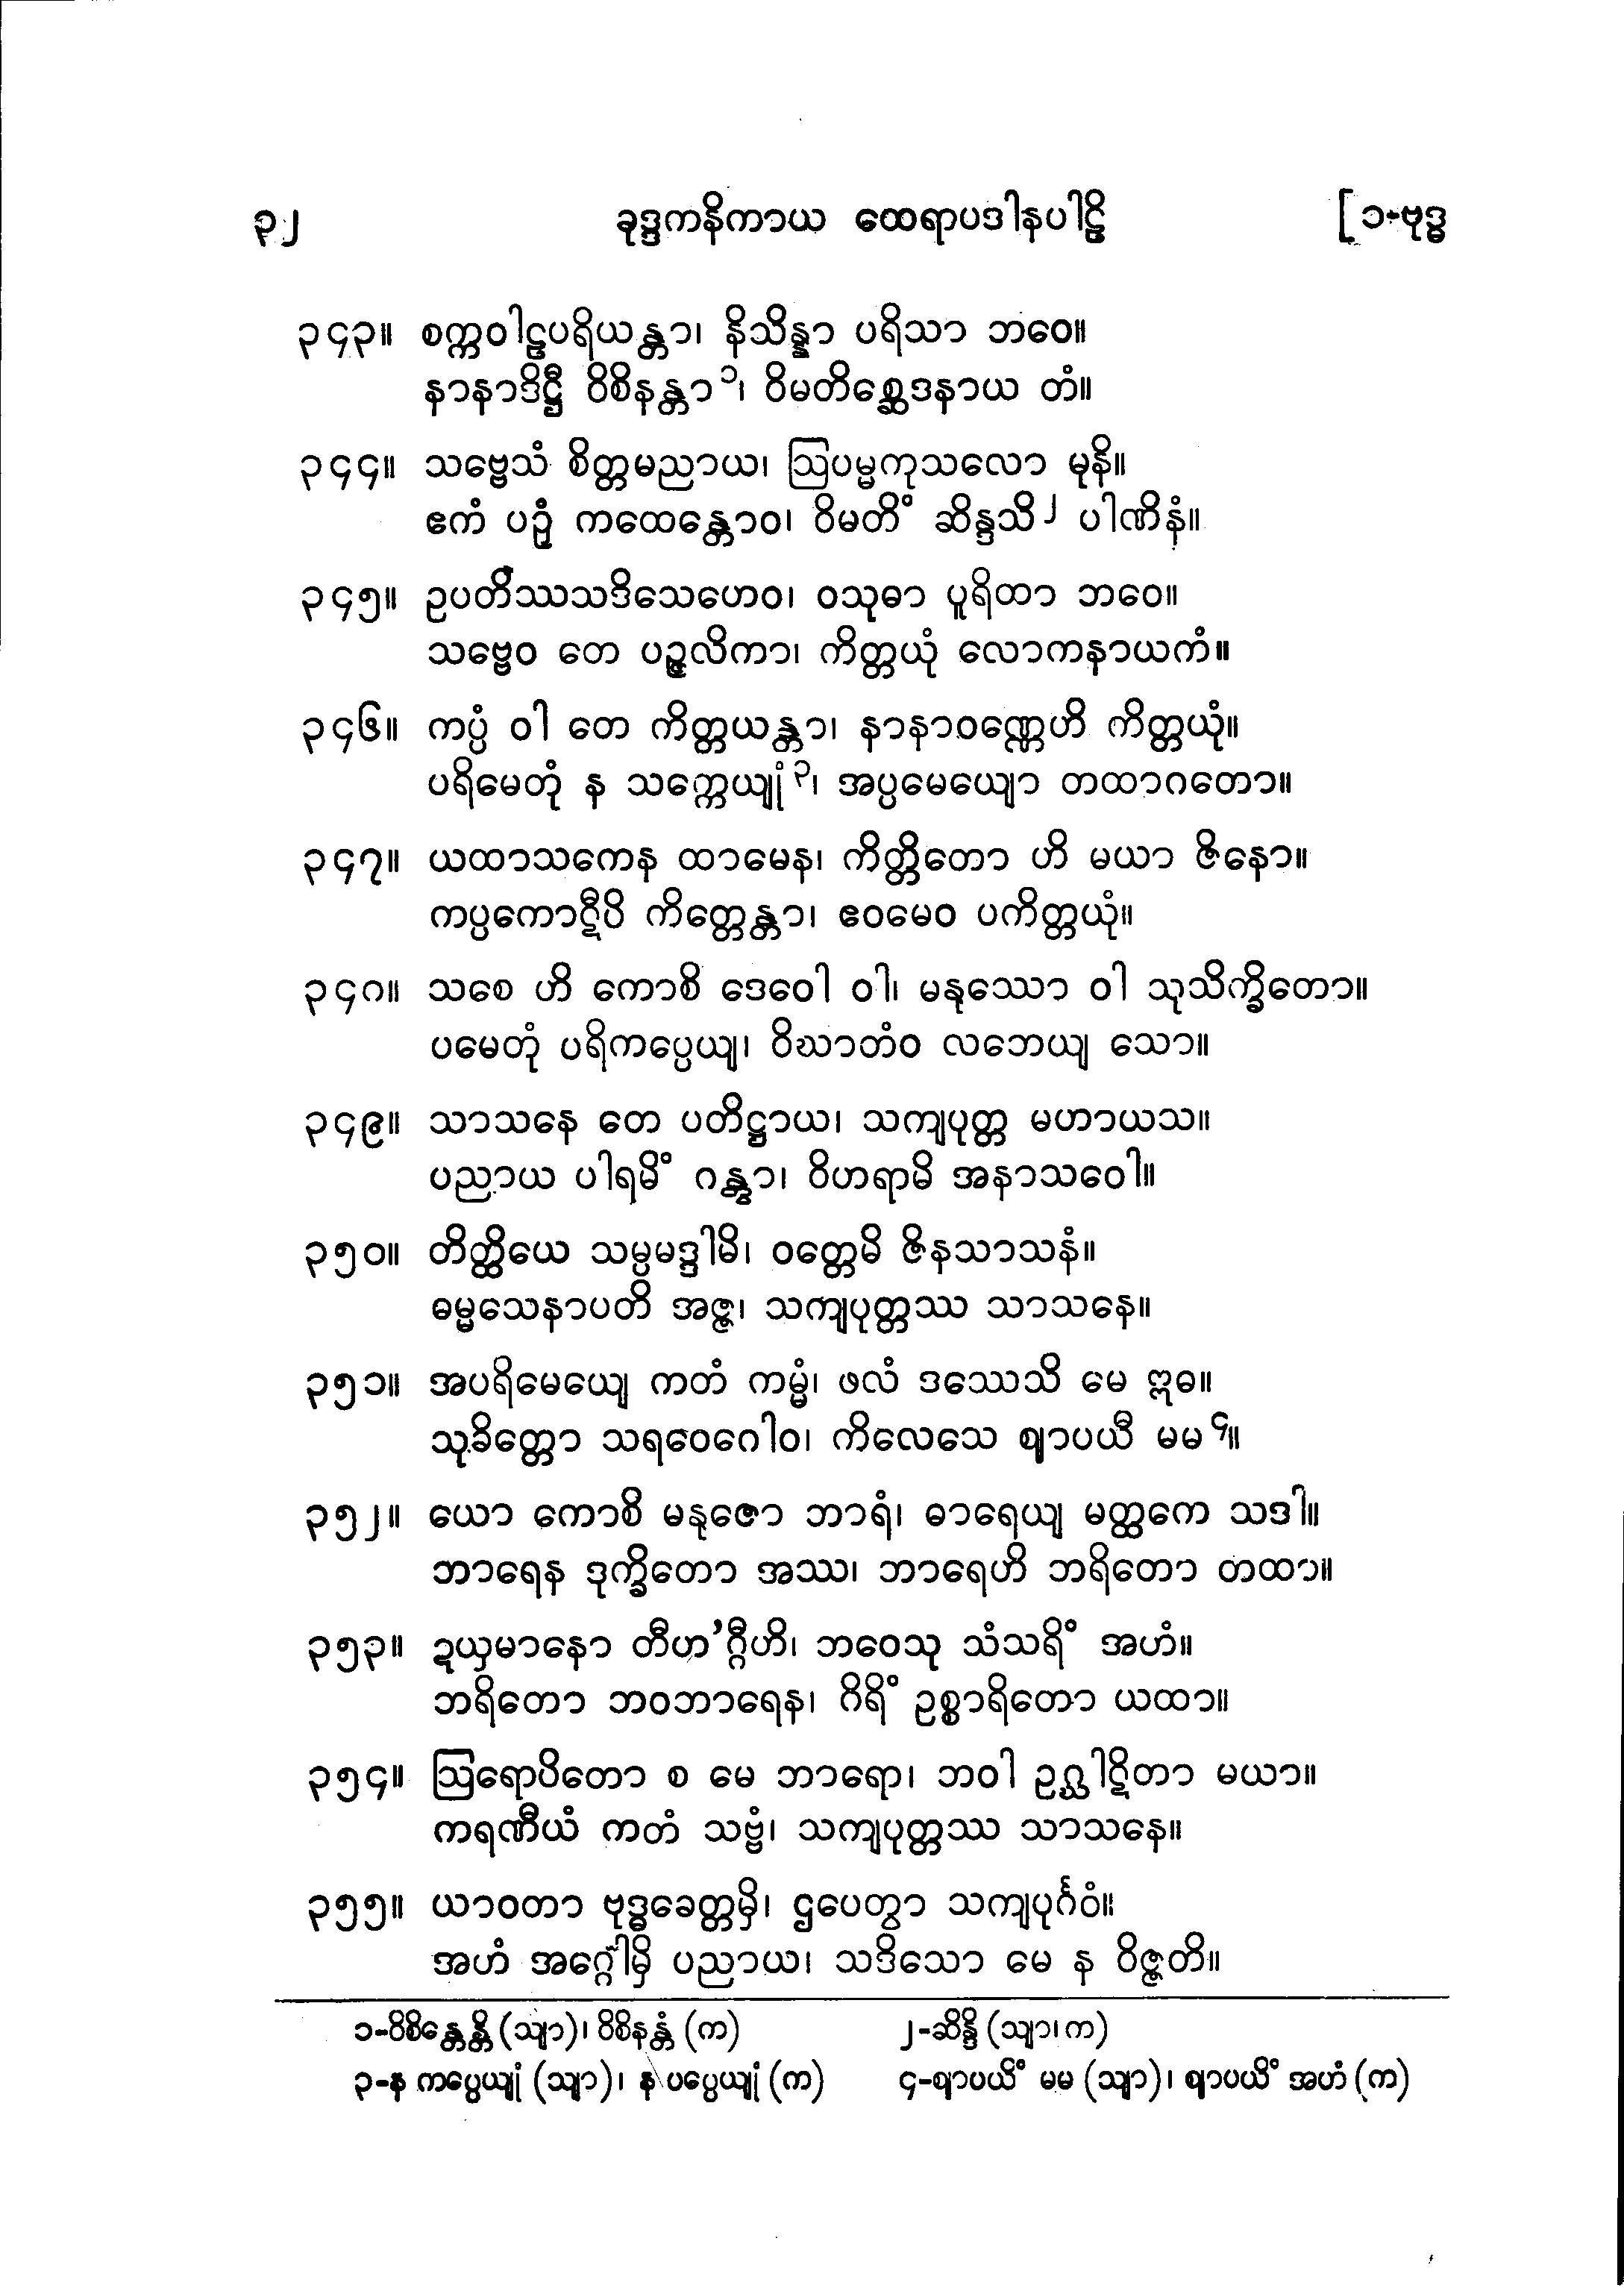 ၃၂ ခုဒ္ဒကနိကာယ ထေရာပဒါနပါဠိ [၁-ဗုဒ္ဓ
၃၄၃။ စက္ကဝါဠပရိယန္တာ၊ နိသိန္နာ ပရိသာ ဘဝေ။
နာနာဒိဋ္ဌီ ဝိစိနန္တာ၁၊ ဝိမတိစ္ဆေဒနာယ တံ။
၃၄၄။ သဗ္ဗေသံ စိတ္တမညာယ၊ ဩပမ္မကုသလော မုနိ။
ဧကံ ပဉှံ ကထေန္တောဝ၊ ဝိမတိံ ဆိန္ဒသိ၂ ပါဏိနံ။
၃၄၅။ ဥပတိဿသဒိသေဟေဝ၊ ဝသုဓာ ပူရိတာ ဘဝေ။
သဗ္ဗေဝ တေ ပဉ္ဇလိကာ၊ ကိတ္တယုံ လောကနာယကံ။
၃၄၆။ ကပ္ပံ ဝါ တေ ကိတ္တယန္တာ၊ နာနာဝဏ္ဏေဟိ ကိတ္တယုံ။
ပရိမေတုံ န သက္ကေယျုံ၃၊ အပ္ပမေယျော တထာဂတော။
၃၄၇။ ယထာသကေန ထာမေန၊ ကိတ္တိတော ဟိ မယာ ဇိနော။
ကပ္ပကောဋီပိ ကိတ္တေန္တာ၊ ဧဝမေဝ ပကိတ္တယုံ။
၃၄၈။ သစေ ဟိ ကောစိ ဒေဝေါ ဝါ၊ မနုဿော ဝါ သုသိက္ခိတော။
ပမေတုံ ပရိကပ္ပေယျ၊ ဝိဃာတံဝ လဘေယျ သော။
၃၄၉။ သာသနေ တေ ပတိဋ္ဌာယ၊ သကျပုတ္တ မဟာယသ။
ပညာယ ပါရမိံ ဂန္တွာ၊ ဝိဟရာမိ အနာသဝေါ။
၃၅၀။ တိတ္ထိယေ သမ္ပမဒ္ဒါမိ၊ ဝတ္တေမိ ဇိနသာသနံ။
ဓမ္မသေနာပတိ အဇ္ဇ၊ သကျပုတ္တဿ သာသနေ။
၃၅၁။ အပရိမေယျေ ကတံ ကမ္မံ၊ ဖလံ ဒဿေသိ မေ ဣဓ။
သုခိတ္တော သရဝေဂေါဝ၊ ကိလေသေ ဈာပယီ မမ၄။
၃၅၂။ ယော ကောစိ မနုဇော ဘာရံ၊ ဓာရေယျ မတ္ထကေ သဒါ။
ဘာရေန ဒုက္ခိတော အဿ၊ ဘာရေဟိ ဘရိတော တထာ။
၃၅၃။ ဍယှမာနော တီဟ’ဂ္ဂီဟိ၊ ဘဝေသု သံသရိံ အဟံ။
ဘရိတော ဘဝဘာရေန၊ ဂိရိံ ဥစ္စာရိတော ယထာ။
၃၅၄။ ဩရောပိတော စ မေ ဘာရော၊ ဘဝါ ဥဂ္ဃါဋိတာ မယာ။
ကရဏီယံ ကတံ သဗ္ဗံ၊ သကျပုတ္တဿ သာသနေ။
၃၅၅။ ယာဝတာ ဗုဒ္ဓခေတ္တမှိ၊ ဌပေတွာ သကျပုင်္ဂဝံ။
အဟံ အဂ္ဂေါမှိ ပညာယ၊ သဒိသော မေ န ဝိဇ္ဇတိ။
၁-ဝိစိန္တေန္တိ (သျာ)၊ ဝိစိနန္တံ (က) ၂-ဆိန္ဒိ (သျာ၊က)
၃-န ကပ္ပေယျုံ (သျာ)၊ န ပပ္ပေယျုံ (က) ၄-ဈာပယိံ မမ (သျာ)၊ ဈာပယိံ အဟံ (က)